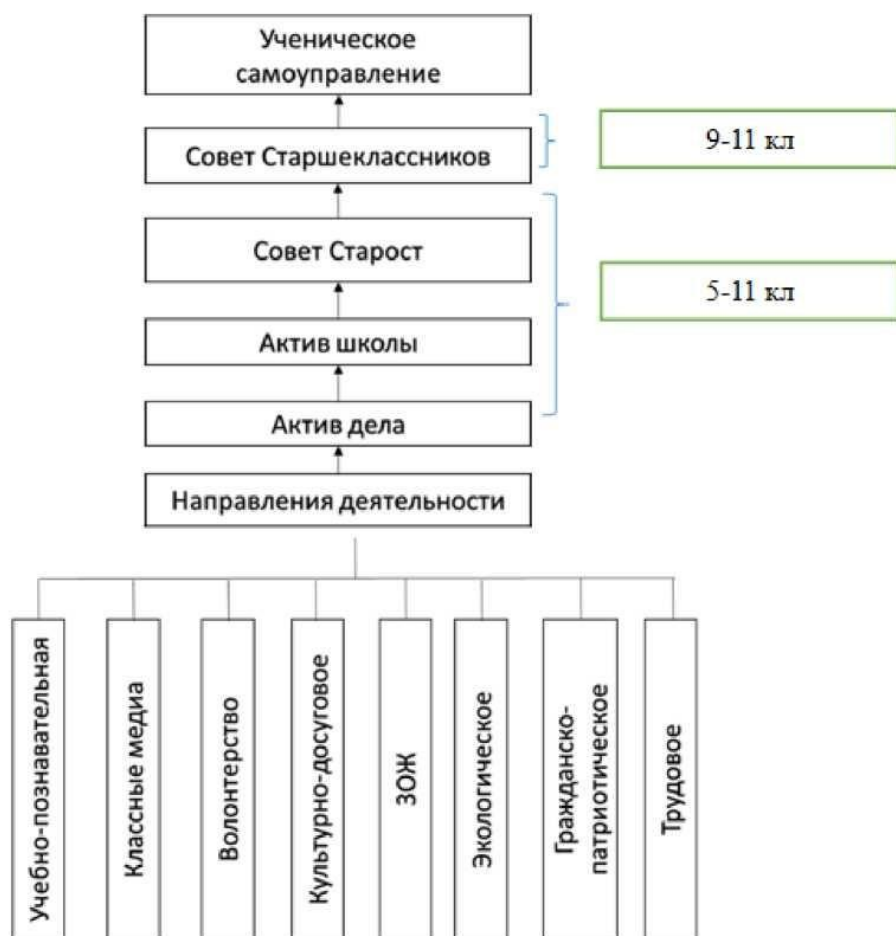 Ученическое
самоуправление
Совет Старшеклассников
9-11 кл
Совет Старост
5-11 кл
Актив школы
Актив дела
Направления деятельности
Учебно-познавательная
Классные медиа
Волонтерство
Культурно-досуговое
ЗОЖ
Экологическое
Гражданско-
патриотическое
Трудовое